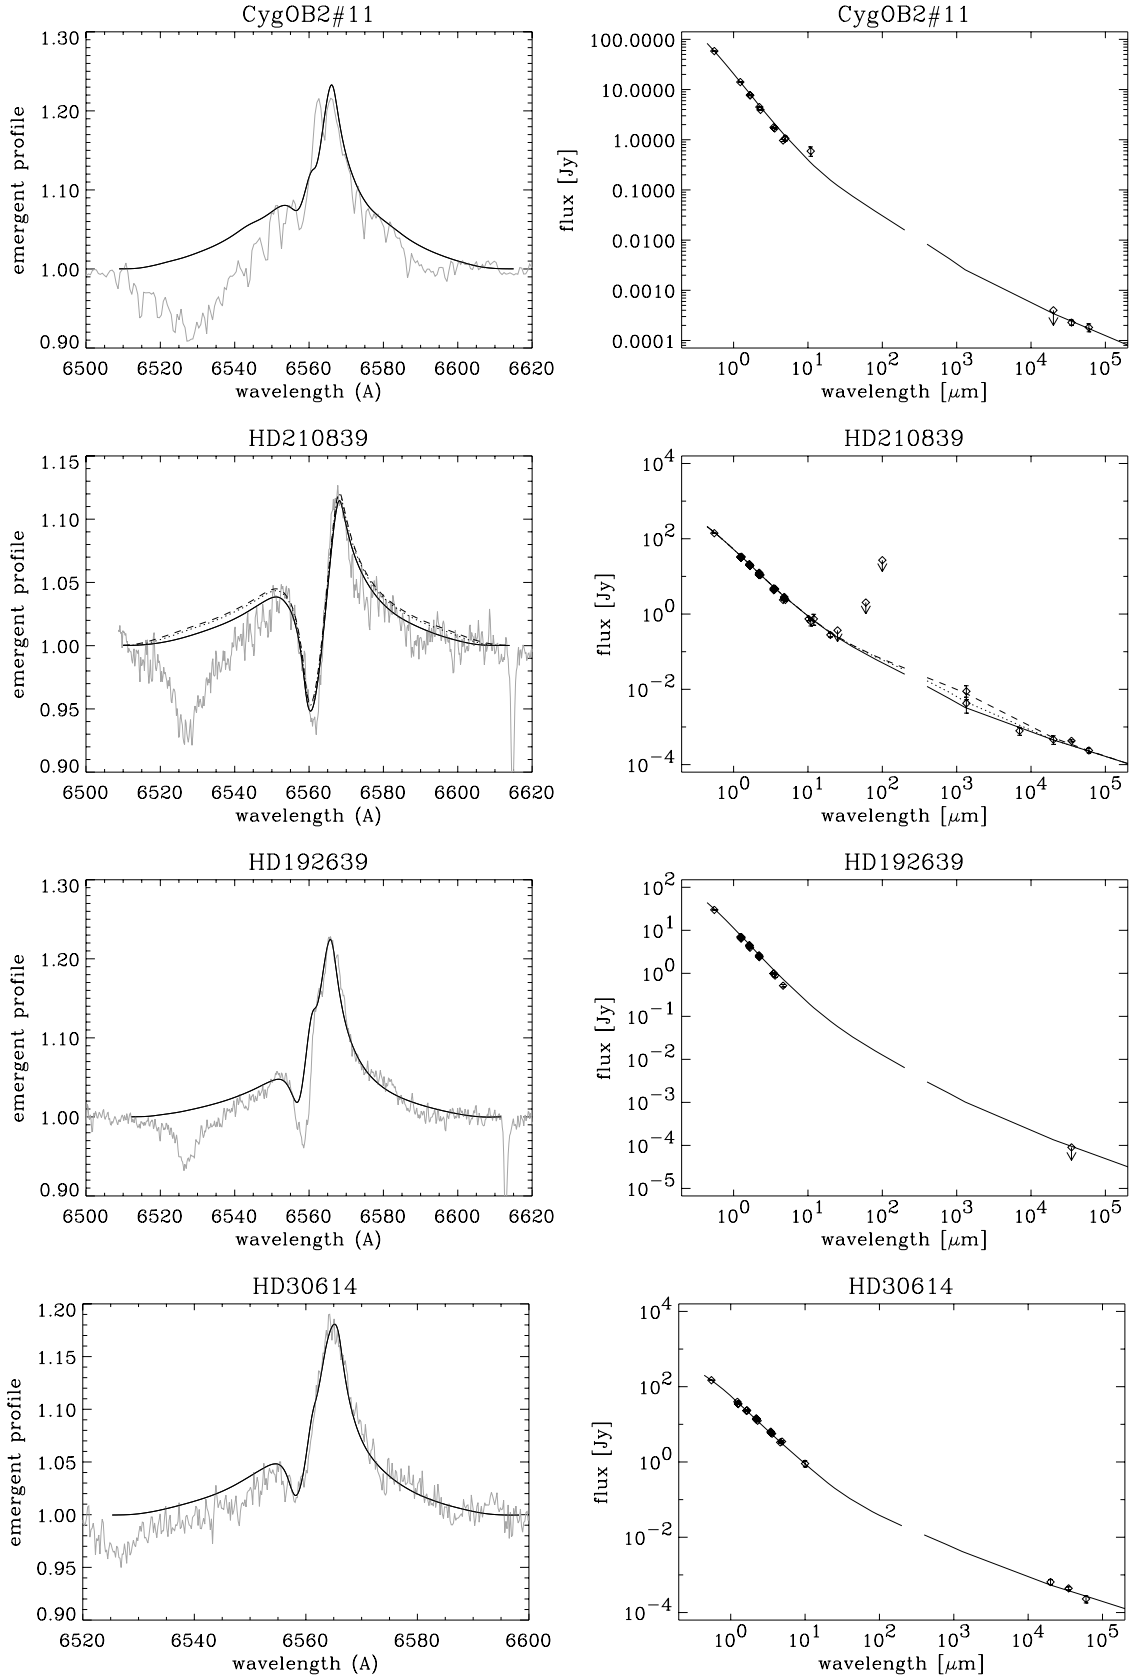 CygOB2#11
emergent profile
1.30
1.20
1.10
1.00
0.90
6500 6520 6540 6560 6580 6600 6620
wavelength (A)
CygOB2#11
flux [Jy]
100.0000
10.0000
1.0000
0.1000
0.0100
0.0010
0.0001
10^0 10^1 10^2 10^3 10^4 10^5
wavelength [μm]
HD210839
emergent profile
1.15
1.10
1.05
1.00
0.95
0.90
6500 6520 6540 6560 6580 6600 6620
wavelength (A)
HD210839
flux [Jy]
10^4
10^2
10^0
10^-2
10^-4
10^0 10^1 10^2 10^3 10^4 10^5
wavelength [μm]
HD192639
emergent profile
1.30
1.20
1.10
1.00
0.90
6500 6520 6540 6560 6580 6600 6620
wavelength (A)
HD192639
flux [Jy]
10^2
10^1
10^0
10^-1
10^-2
10^-3
10^-4
10^-5
10^0 10^1 10^2 10^3 10^4 10^5
wavelength [μm]
HD30614
emergent profile
1.20
1.15
1.10
1.05
1.00
0.95
0.90
6520 6540 6560 6580 6600
wavelength (A)
HD30614
flux [Jy]
10^4
10^2
10^0
10^-2
10^-4
10^0 10^1 10^2 10^3 10^4 10^5
wavelength [μm]